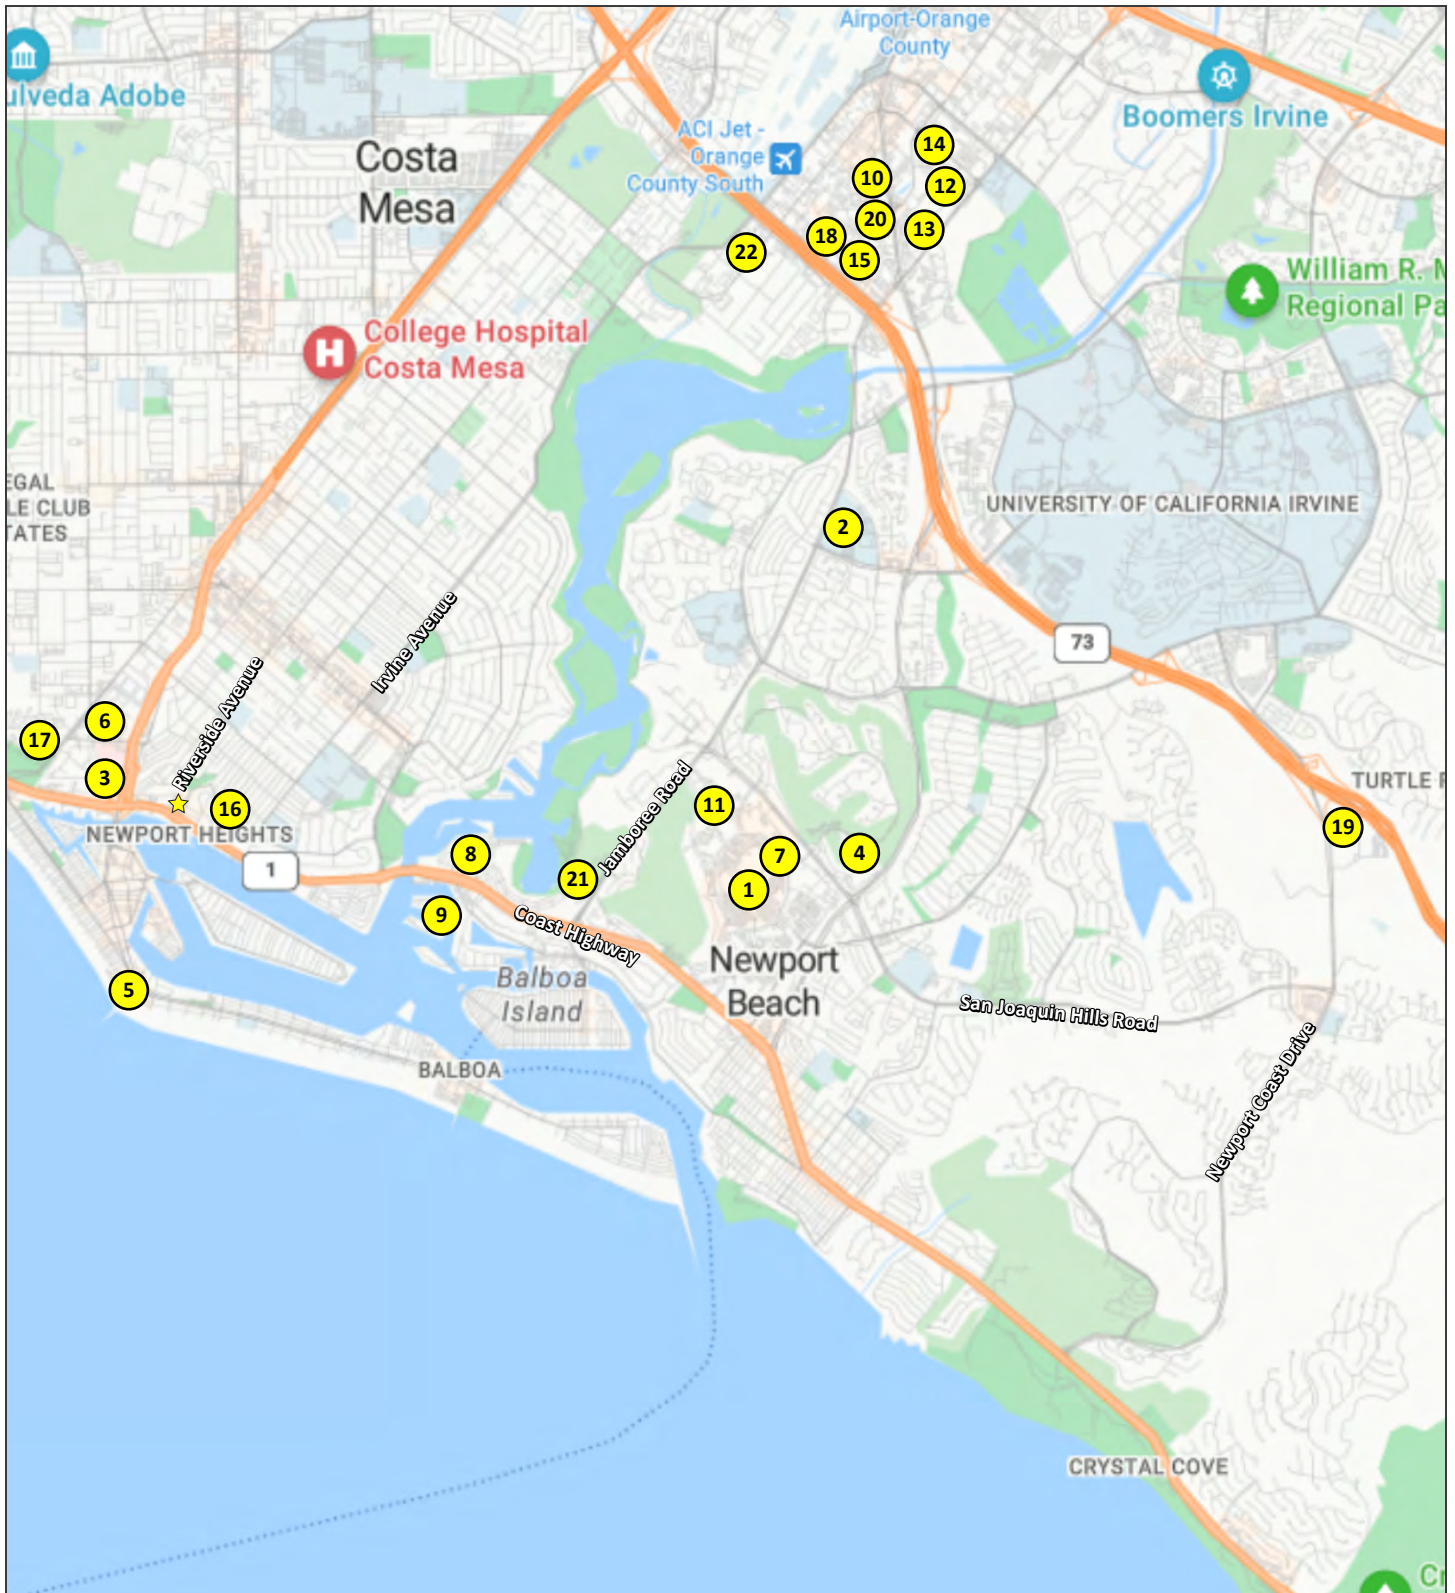 Airport-Orange
County
ulveda Adobe
Boomers Irvine
Costa
Mesa
ACI Jet -
Orange
County South
14
10
12
20
13
18
15
22
William R. M
Regional Pa
H
College Hospital
Costa Mesa
EGAL
LE CLUB
TATES
UNIVERSITY OF CALIFORNIA IRVINE
2
Irvine Avenue
73
Riverside Avenue
6
17
3
16
NEWPORT HEIGHTS
1
TURTLE R
19
Jamboree Road
11
8
7
4
21
1
9
Coast Highway
Newport
Beach
Balboa
Island
5
San Joaquin Hills Road
Newport Coast Drive
BALBOA
CRYSTAL COVE